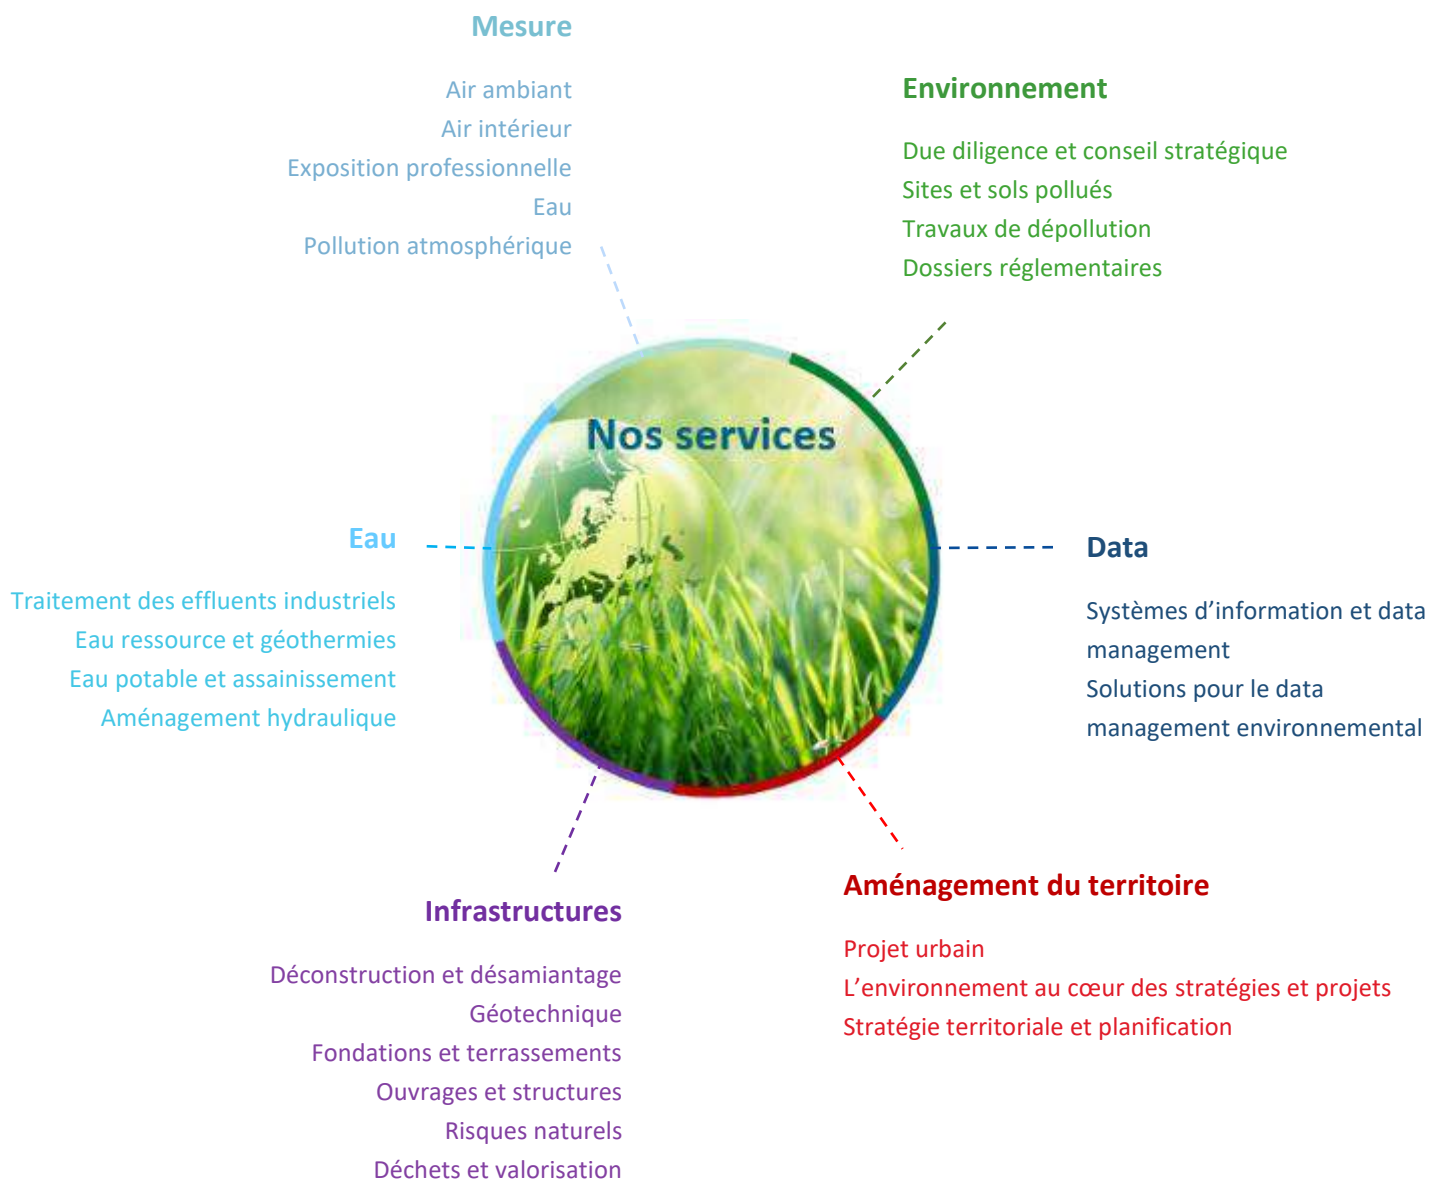 Mesure
Air ambiant
Air intérieur
Exposition professionnelle
Eau
Pollution atmosphérique
Environnement
Due diligence et conseil stratégique
Sites et sols pollués
Travaux de dépollution
Dossiers réglementaires
Nos services
Eau
Traitement des effluents industriels
Eau ressource et géothermies
Eau potable et assainissement
Aménagement hydraulique
Data
Systèmes d’information et data
management
Solutions pour le data
management environnemental
Infrastructures
Déconstruction et désamiantage
Géotechnique
Fondations et terrassements
Ouvrages et structures
Risques naturels
Déchets et valorisation
Aménagement du territoire
Projet urbain
L’environnement au cœur des stratégies et projets
Stratégie territoriale et planification